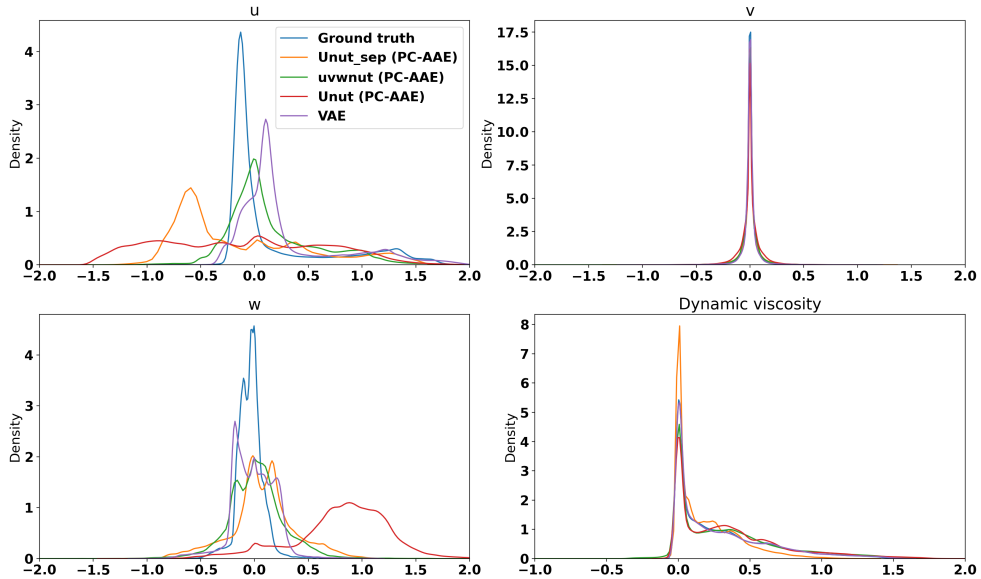 u
Density
4
3
2
1
0
−2.0 −1.5 −1.0 −0.5 0.0 0.5 1.0 1.5 2.0
Ground truth
Unut_sep (PC-AAE)
uvwnut (PC-AAE)
Unut (PC-AAE)
VAE
v
Density
17.5
15.0
12.5
10.0
7.5
5.0
2.5
0.0
−2.0 −1.5 −1.0 −0.5 0.0 0.5 1.0 1.5 2.0
w
Density
4
3
2
1
0
−2.0 −1.5 −1.0 −0.5 0.0 0.5 1.0 1.5 2.0
Dynamic viscosity
Density
8
7
6
5
4
3
2
1
0
−1.0 −0.5 0.0 0.5 1.0 1.5 2.0